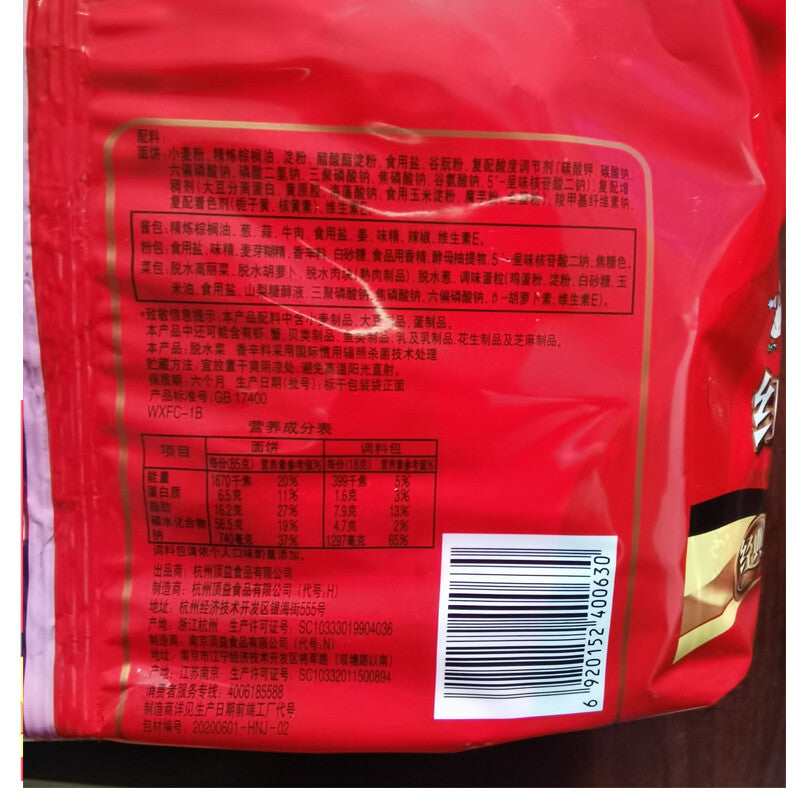 配料:
面饼:小麦粉、精炼棕榈油、淀粉、醋酸酯淀粉、食用盐、谷朊粉、复配酸度调节剂(碳酸钾、碳酸钠、
六偏磷酸钠、磷酸二氢钠、三聚磷酸钠、焦磷酸钠、谷氨酸钠、5'-呈味核苷酸二钠)、复配增
稠剂(大豆分离蛋白、黄原胶、海藻酸钠、食用玉米淀粉、魔芋粉、)、羧甲基纤维素钠、
复配着色剂(栀子黄、核黄素)、维生素E。
酱包:精炼棕榈油、葱、蒜、牛肉、食用盐、姜、味精、辣椒、维生素E。
粉包:食用盐、味精、麦芽糊精、香辛料、白砂糖、食品用香精、酵母抽提物、5'-呈味核苷酸二钠、焦糖色。
菜包:脱水高丽菜、脱水胡萝卜、脱水肉块(熟肉制品)、脱水葱、调味蛋粒(鸡蛋粉、淀粉、白砂糖、玉
米油、食用盐、山梨糖醇液、三聚磷酸钠、焦磷酸钠、六偏磷酸钠、β-胡萝卜素、维生素E)。
*致敏信息提示:本产品配料中含小麦制品、大豆制品、蛋制品。
本产品中还可能含有虾、蟹、贝类制品、鱼类制品、乳及乳制品、花生制品及芝麻制品。
本产品:脱水菜 香辛料采用国际惯用辐照杀菌技术处理
贮藏方法:宜放置干爽阴凉处、避免高温阳光直射。
保质期:六个月 生产日期(批号):标于包装袋正面
产品标准号:GB 17400
WXFC-1B
营养成分表
项目 面饼 调料包
每份(85克) 营养素参考值% 每份(18克) 营养素参考值%
能量 1670千焦 20% 399千焦 5%
蛋白质 6.5克 11% 1.6克 3%
脂肪 16.2克 27% 7.9克 13%
碳水化合物 56.5克 19% 4.7克 2%
钠 740毫克 37% 1297毫克 65%
调料包请依个人口味酌量添加。
出品商:杭州顶益食品有限公司
制造商:杭州顶益食品有限公司(代号:H)
地址:杭州经济技术开发区银海街555号
产地:浙江杭州 生产许可证号:SC10333019904036
制造商:南京顶益食品有限公司(代号:N)
地址:南京市江宁经济技术开发区将军路(双塘路以南)
产地:江苏南京 生产许可证号:SC10332011500894
消费者服务专线:4006185588
制造商详见生产日期前端工厂代号
包材编号:20200601-HNJ-02
6 920152 400630
经典